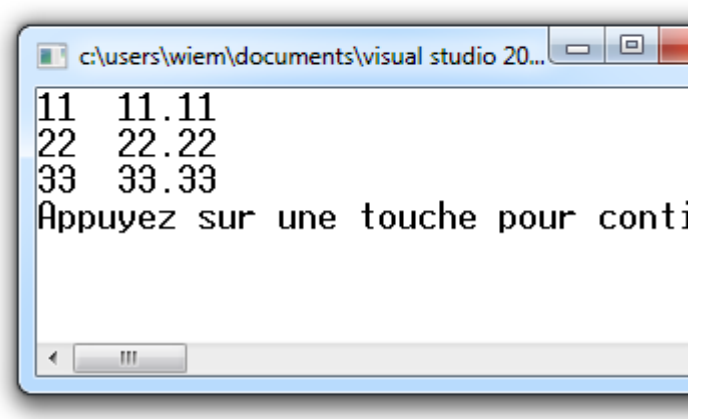 c:\users\wiem\documents\visual studio 20...
11  11.11
22  22.22
33  33.33
Appuyez sur une touche pour conti